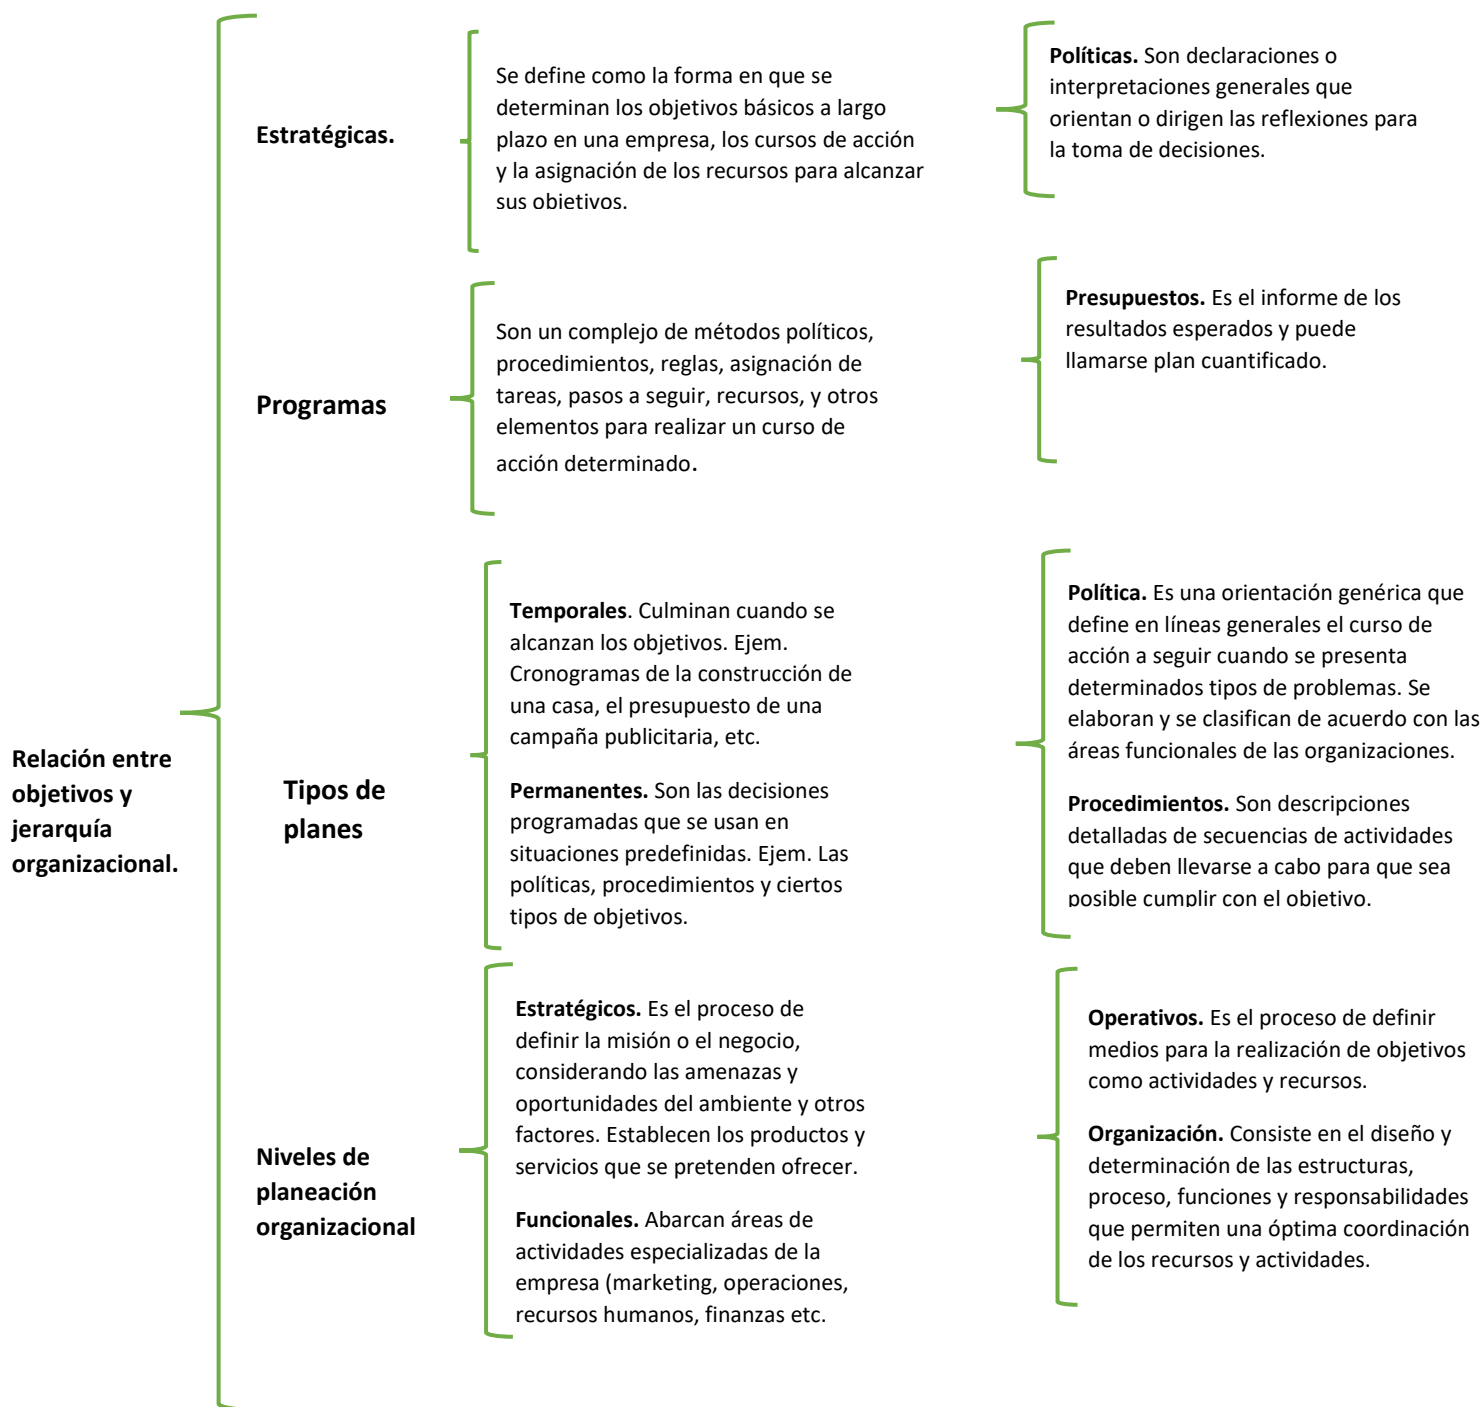 Relación entre
objetivos y
jerarquía
organizacional.
Estratégicas.
Se define como la forma en que se
determinan los objetivos básicos a largo
plazo en una empresa, los cursos de acción
y la asignación de los recursos para alcanzar
sus objetivos.
Políticas. Son declaraciones o
interpretaciones generales que
orientan o dirigen las reflexiones para
la toma de decisiones.
Programas
Son un complejo de métodos políticos,
procedimientos, reglas, asignación de
tareas, pasos a seguir, recursos, y otros
elementos para realizar un curso de
acción determinado.
Presupuestos. Es el informe de los
resultados esperados y puede
llamarse plan cuantificado.
Tipos de
planes
Temporales. Culminan cuando se
alcanzan los objetivos. Ejem.
Cronogramas de la construcción de
una casa, el presupuesto de una
campaña publicitaria, etc.
Permanentes. Son las decisiones
programadas que se usan en
situaciones predefinidas. Ejem. Las
políticas, procedimientos y ciertos
tipos de objetivos.
Política. Es una orientación genérica que
define en líneas generales el curso de
acción a seguir cuando se presenta
determinados tipos de problemas. Se
elaboran y se clasifican de acuerdo con las
áreas funcionales de las organizaciones.
Procedimientos. Son descripciones
detalladas de secuencias de actividades
que deben llevarse a cabo para que sea
posible cumplir con el objetivo.
Niveles de
planeación
organizacional
Estratégicos. Es el proceso de
definir la misión o el negocio,
considerando las amenazas y
oportunidades del ambiente y otros
factores. Establecen los productos y
servicios que se pretenden ofrecer.
Funcionales. Abarcan áreas de
actividades especializadas de la
empresa (marketing, operaciones,
recursos humanos, finanzas etc.
Operativos. Es el proceso de definir
medios para la realización de objetivos
como actividades y recursos.
Organización. Consiste en el diseño y
determinación de las estructuras,
proceso, funciones y responsabilidades
que permiten una óptima coordinación
de los recursos y actividades.